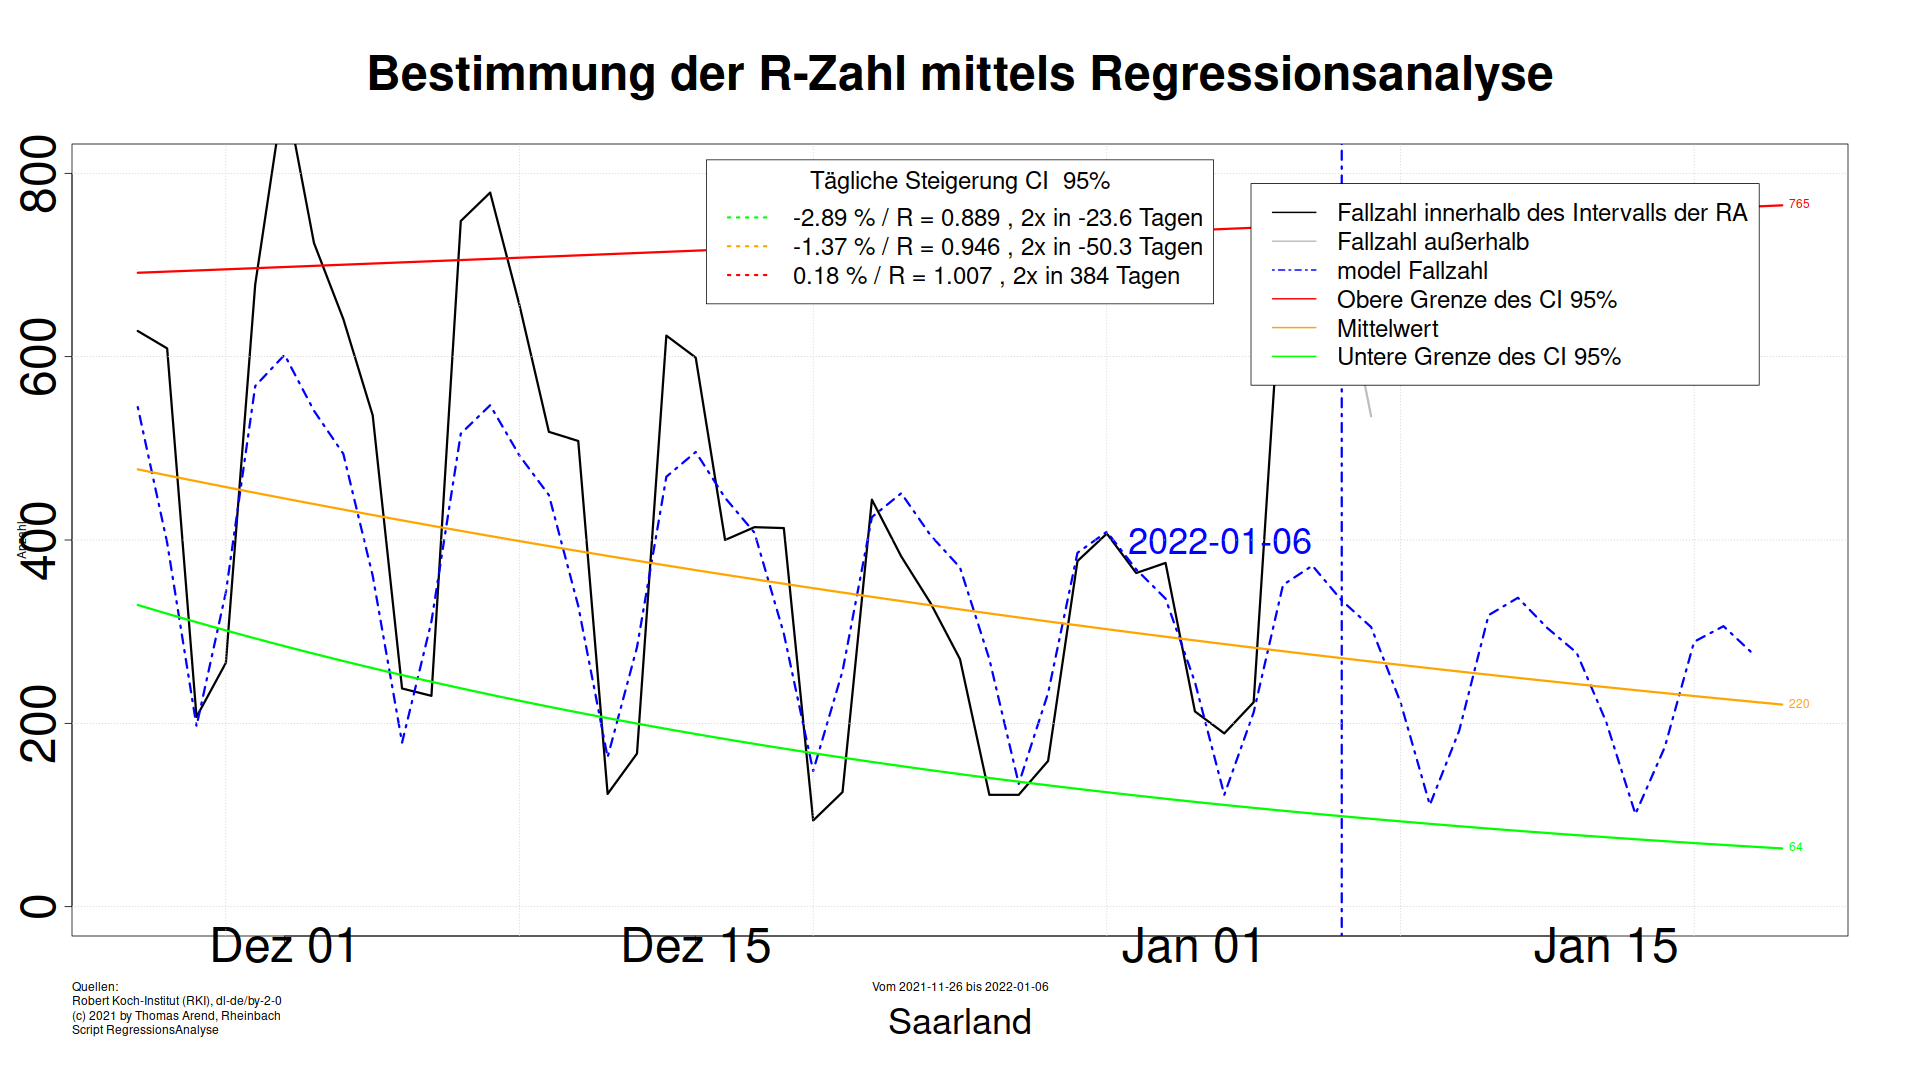 Bestimmung der R-Zahl mittels Regressionsanalyse
Anzahl
800
600
400
200
0
Tägliche Steigerung CI  95%
-2.89 % / R = 0.889 , 2x in -23.6 Tagen
-1.37 % / R = 0.946 , 2x in -50.3 Tagen
0.18 % / R = 1.007 , 2x in 384 Tagen
Fallzahl innerhalb des Intervalls der RA
Fallzahl außerhalb
model Fallzahl
Obere Grenze des CI 95%
Mittelwert
Untere Grenze des CI 95%
765
2022-01-06
220
64
Dez 01
Dez 15
Jan 01
Jan 15
Quellen:
Robert Koch-Institut (RKI), dl-de/by-2-0
(c) 2021 by Thomas Arend, Rheinbach
Script RegressionsAnalyse
Vom 2021-11-26 bis 2022-01-06
Saarland